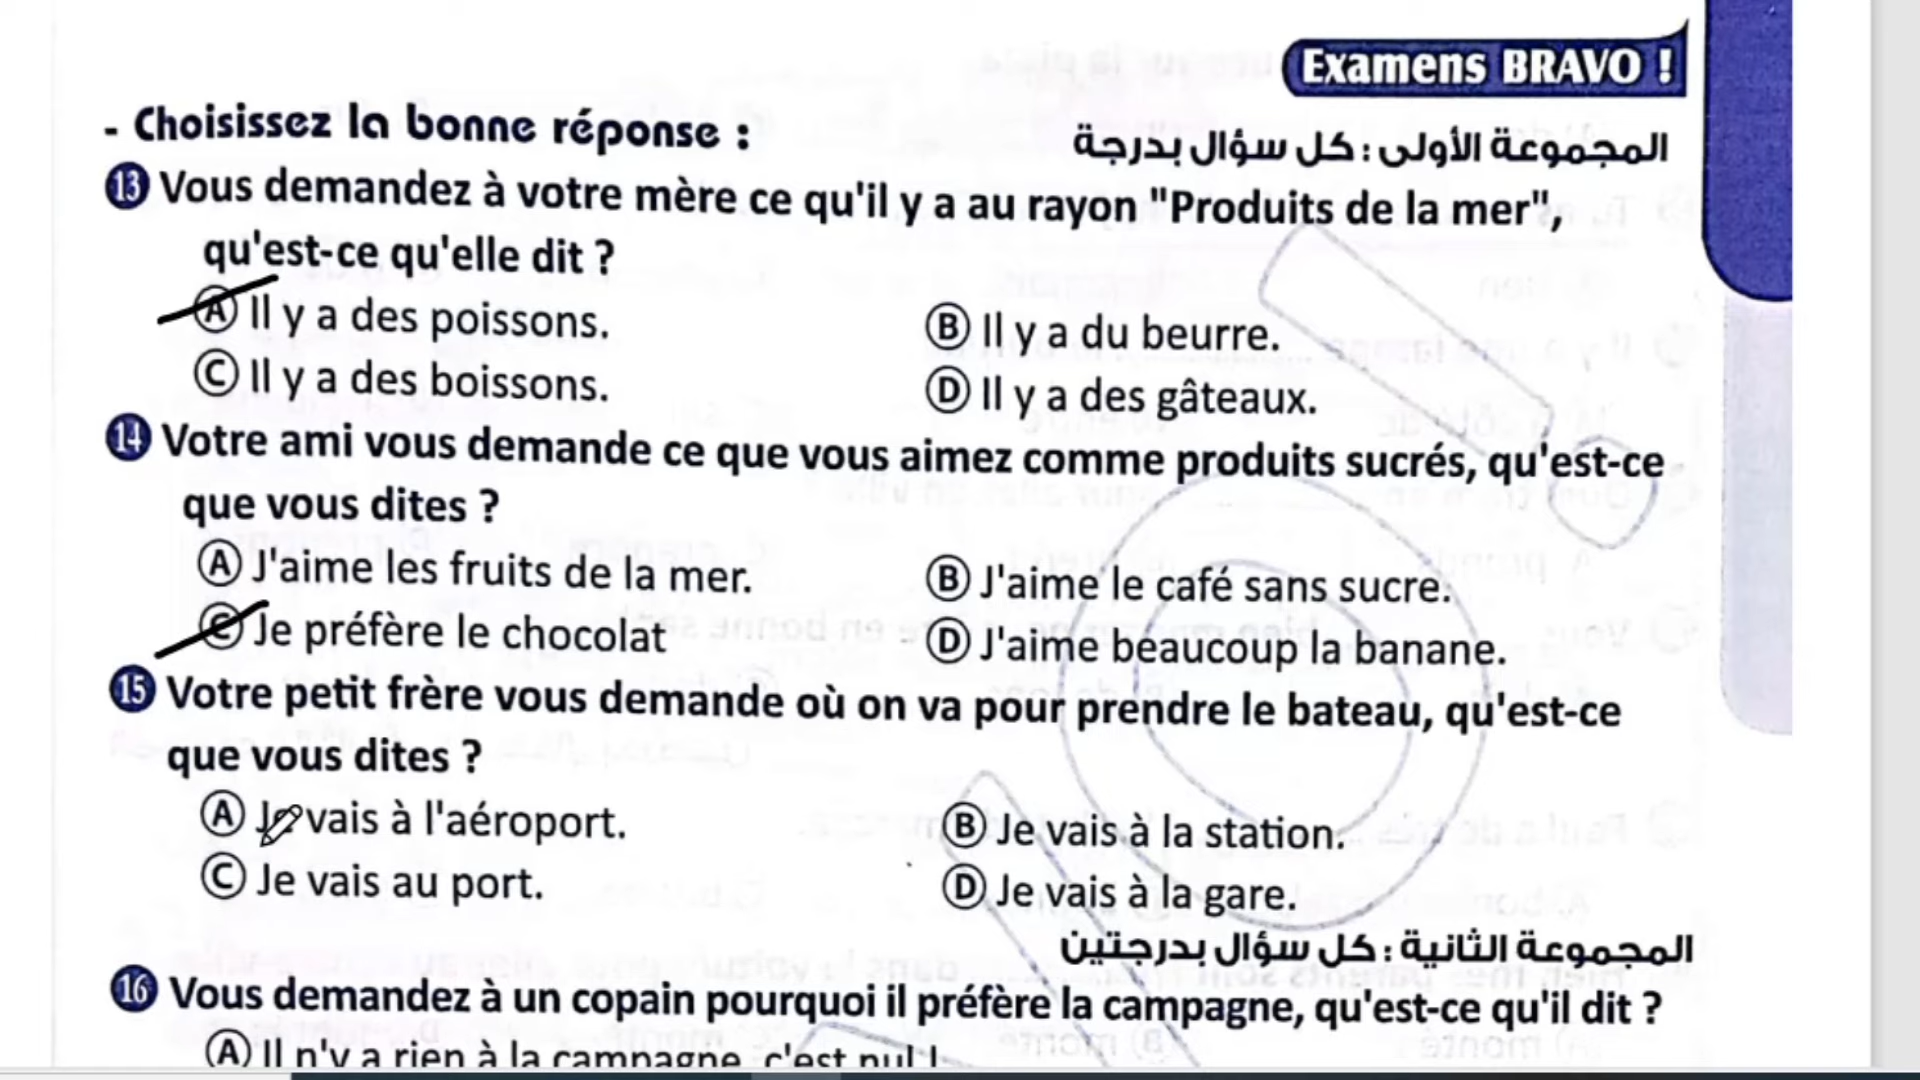 Examens BRAVO !
- Choisissez la bonne réponse :
المجموعة الأولى : كل سؤال بدرجة
13 Vous demandez à votre mère ce qu'il y a au rayon "Produits de la mer",
qu'est-ce qu'elle dit ?
A Il y a des poissons.
B Il y a du beurre.
C Il y a des boissons.
D Il y a des gâteaux.
14 Votre ami vous demande ce que vous aimez comme produits sucrés, qu'est-ce
que vous dites ?
A J'aime les fruits de la mer.
B J'aime le café sans sucre.
C Je préfère le chocolat
D J'aime beaucoup la banane.
15 Votre petit frère vous demande où on va pour prendre le bateau, qu'est-ce
que vous dites ?
A Je vais à l'aéroport.
B Je vais à la station.
C Je vais au port.
D Je vais à la gare.
المجموعة الثانية : كل سؤال بدرجتين
16 Vous demandez à un copain pourquoi il préfère la campagne, qu'est-ce qu'il dit ?
A Il n'y a rien à la campagne, c'est nul !